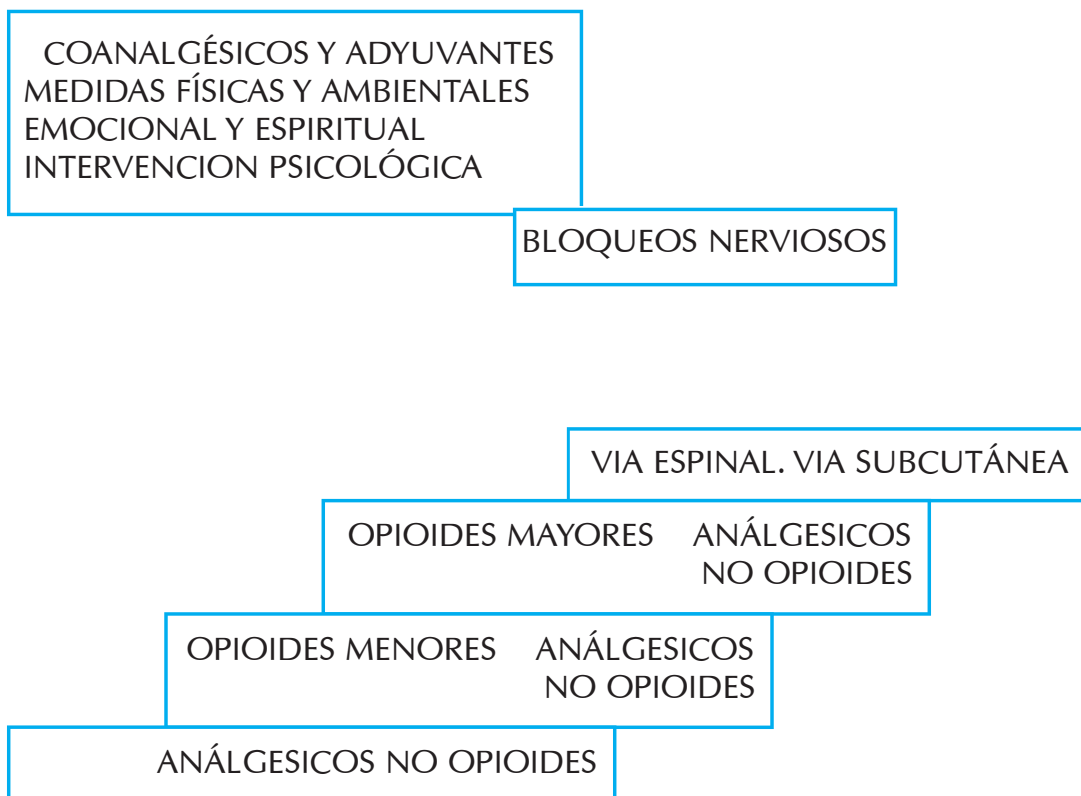 COANALGÉSICOS Y ADYUVANTES
MEDIDAS FÍSICAS Y AMBIENTALES
EMOCIONAL Y ESPIRITUAL
INTERVENCION PSICOLÓGICA
BLOQUEOS NERVIOSOS
VIA ESPINAL. VIA SUBCUTÁNEA
OPIOIDES MAYORES ANÁLGESICOS
NO OPIOIDES
OPIOIDES MENORES ANÁLGESICOS
NO OPIOIDES
ANÁLGESICOS NO OPIOIDES